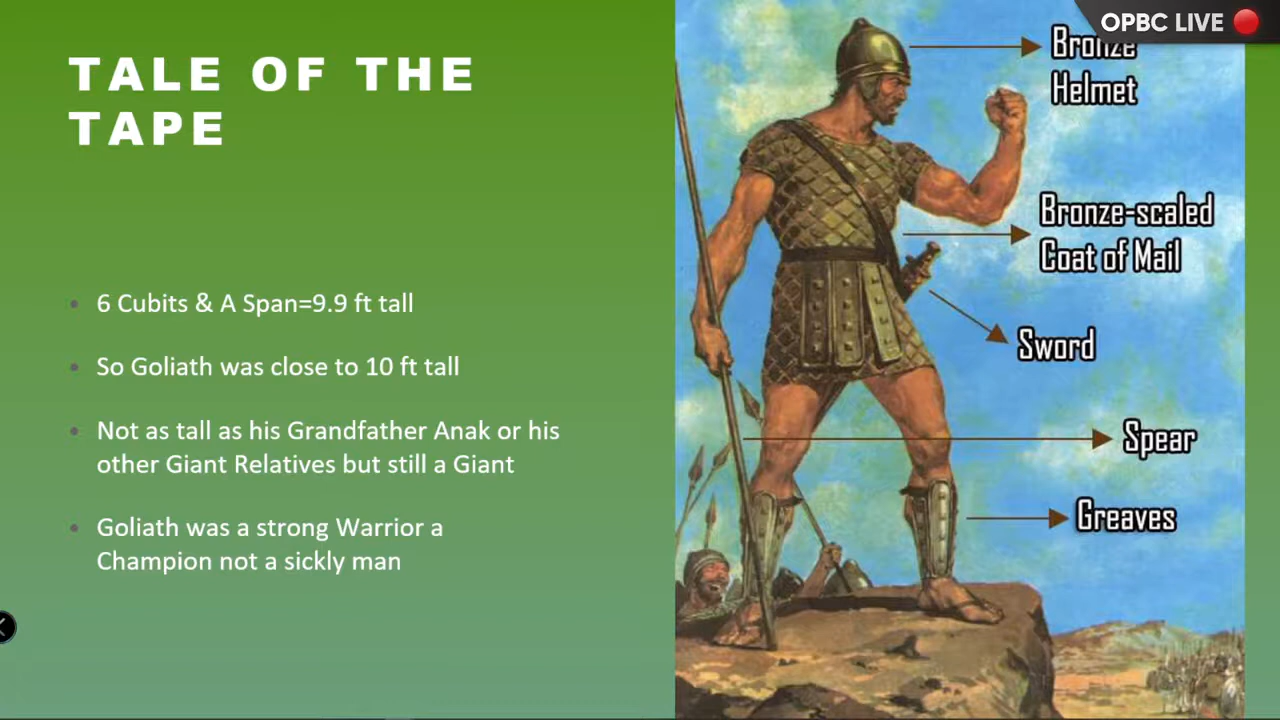 TALE OF THE
TAPE
6 Cubits & A Span=9.9 ft tall
So Goliath was close to 10 ft tall
Not as tall as his Grandfather Anak or his
other Giant Relatives but still a Giant
Goliath was a strong Warrior a
Champion not a sickly man
OPBC LIVE
Bronze
Helmet
Bronze-scaled
Coat of Mail
Sword
Spear
Greaves